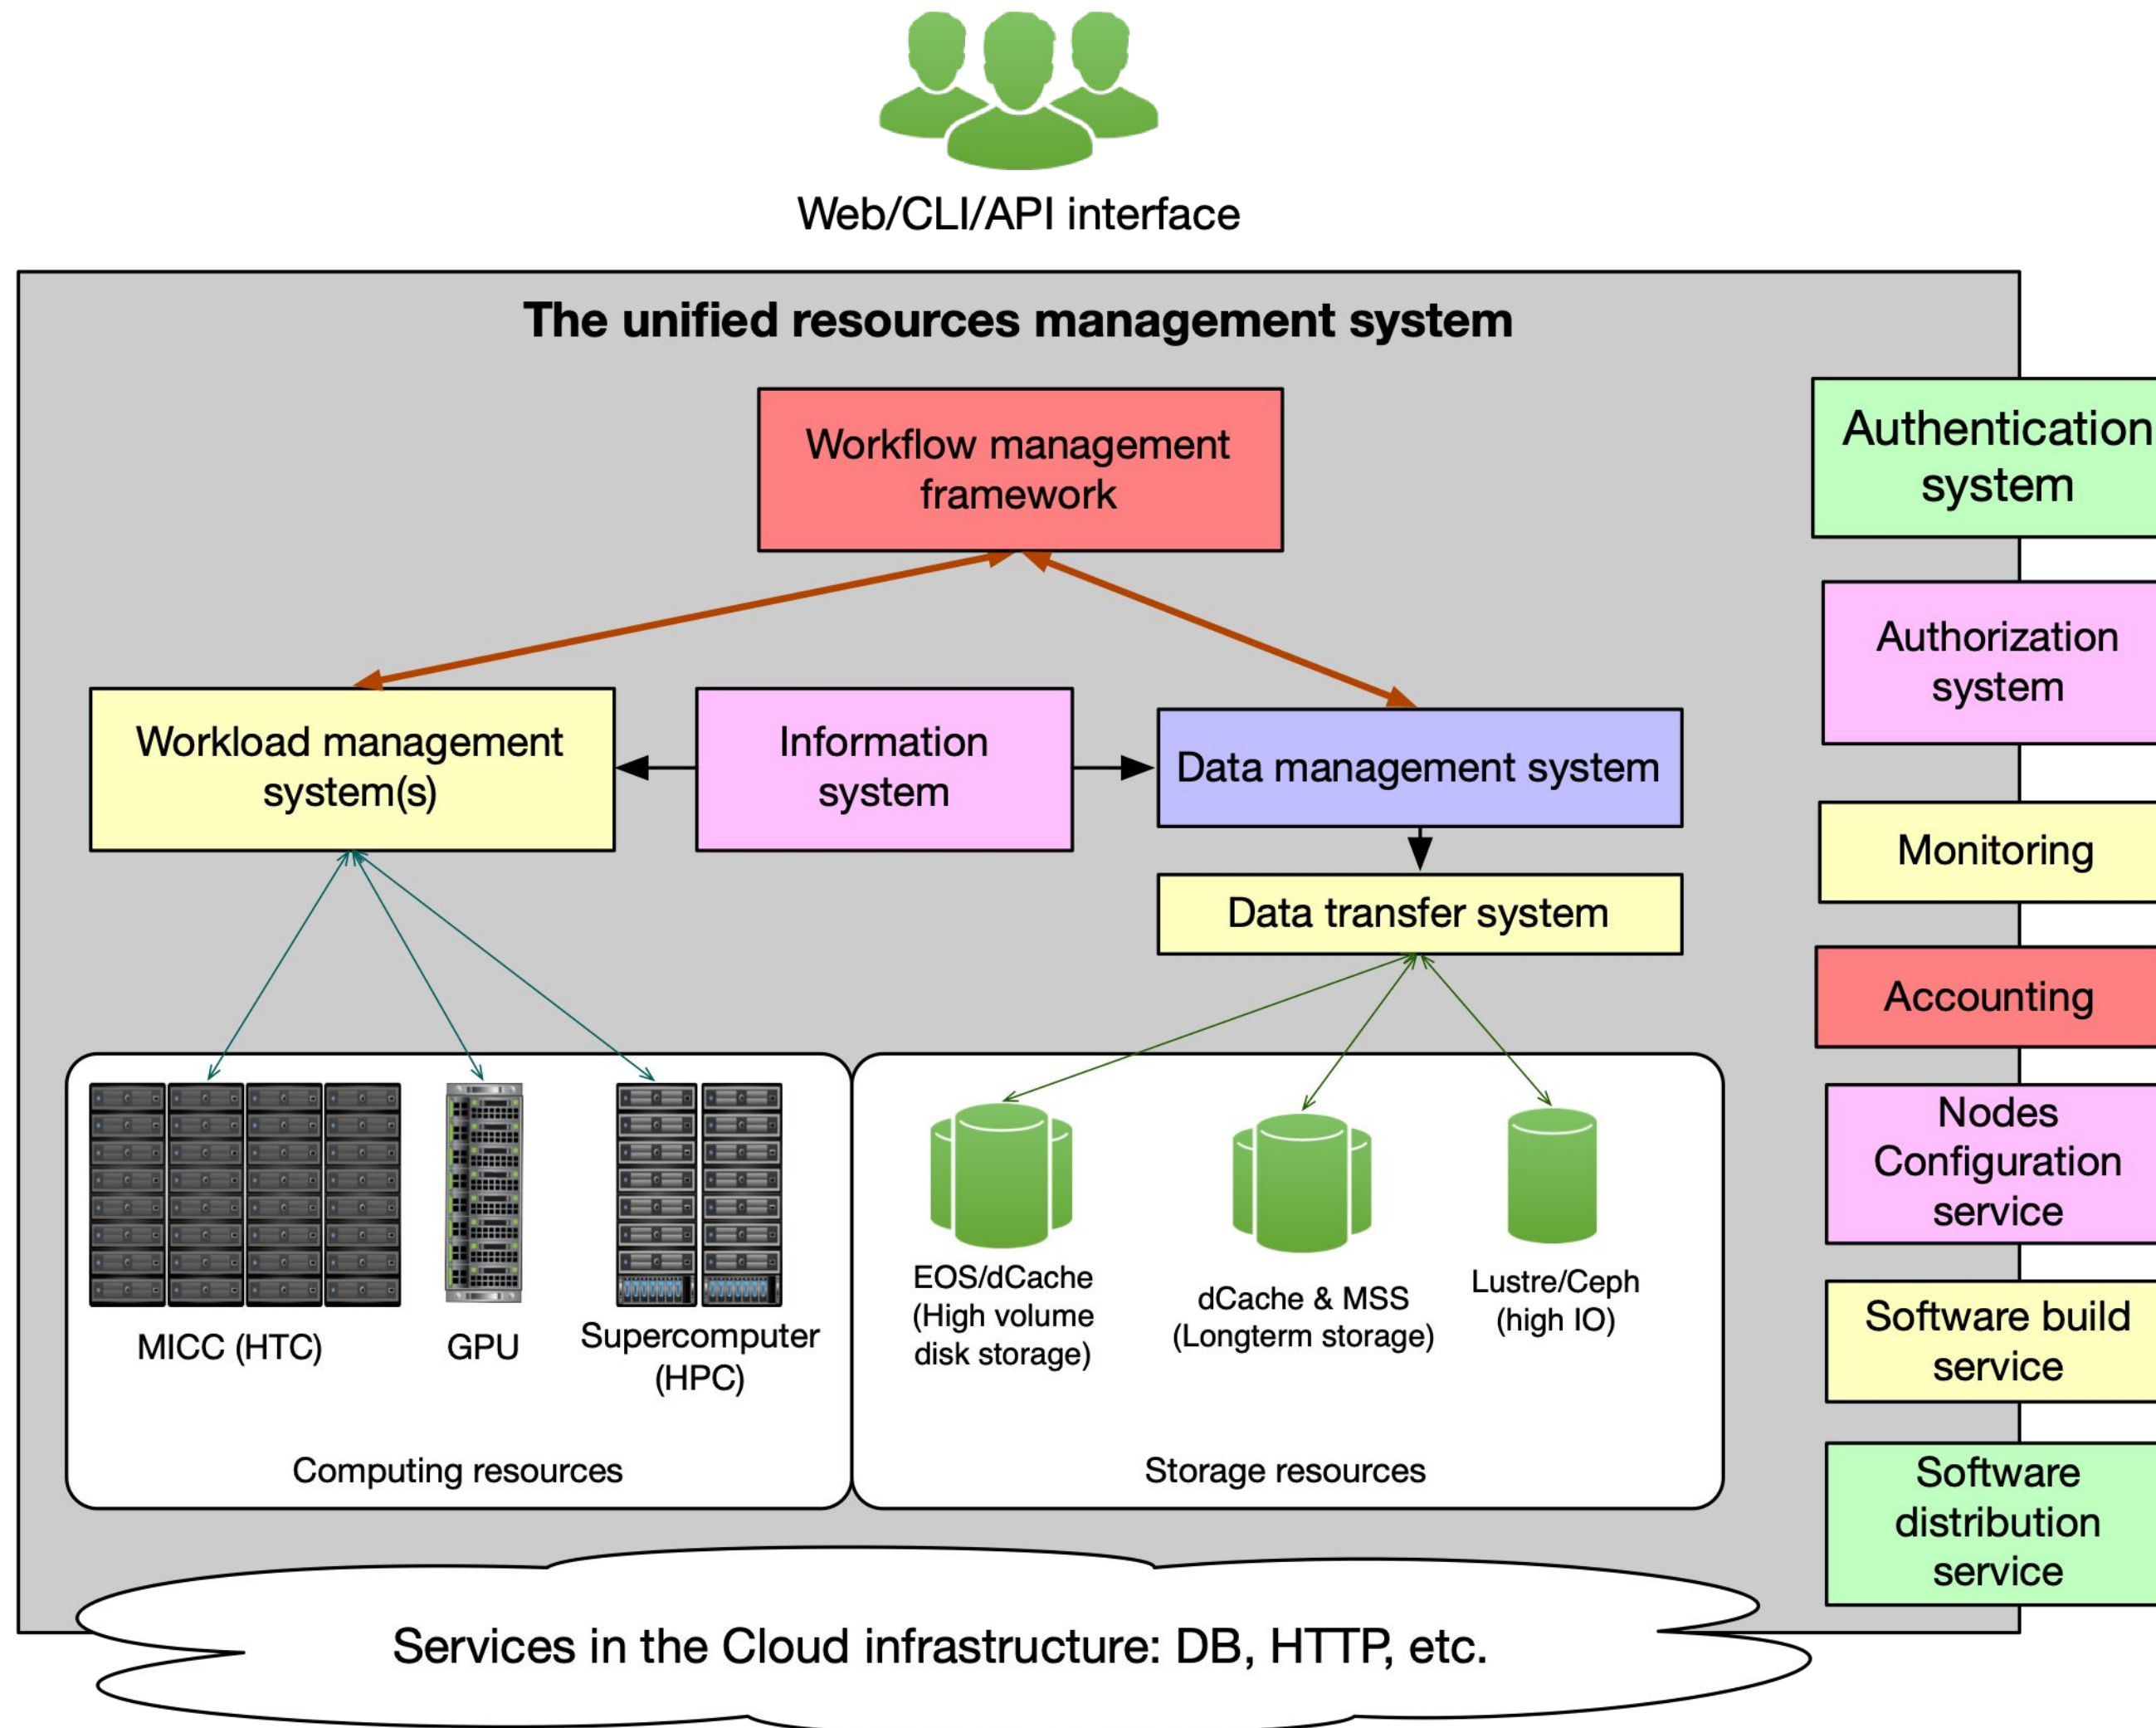 Web/CLI/API interface
The unified resources management system
Workflow management
framework
Workload management
system(s)
Information
system
Data management system
Data transfer system
MICC (HTC)
GPU
Supercomputer
(HPC)
Computing resources
EOS/dCache
(High volume
disk storage)
dCache & MSS
(Longterm storage)
Lustre/Ceph
(high IO)
Storage resources
Services in the Cloud infrastructure: DB, HTTP, etc.
Authentication
system
Authorization
system
Monitoring
Accounting
Nodes
Configuration
service
Software build
service
Software
distribution
service